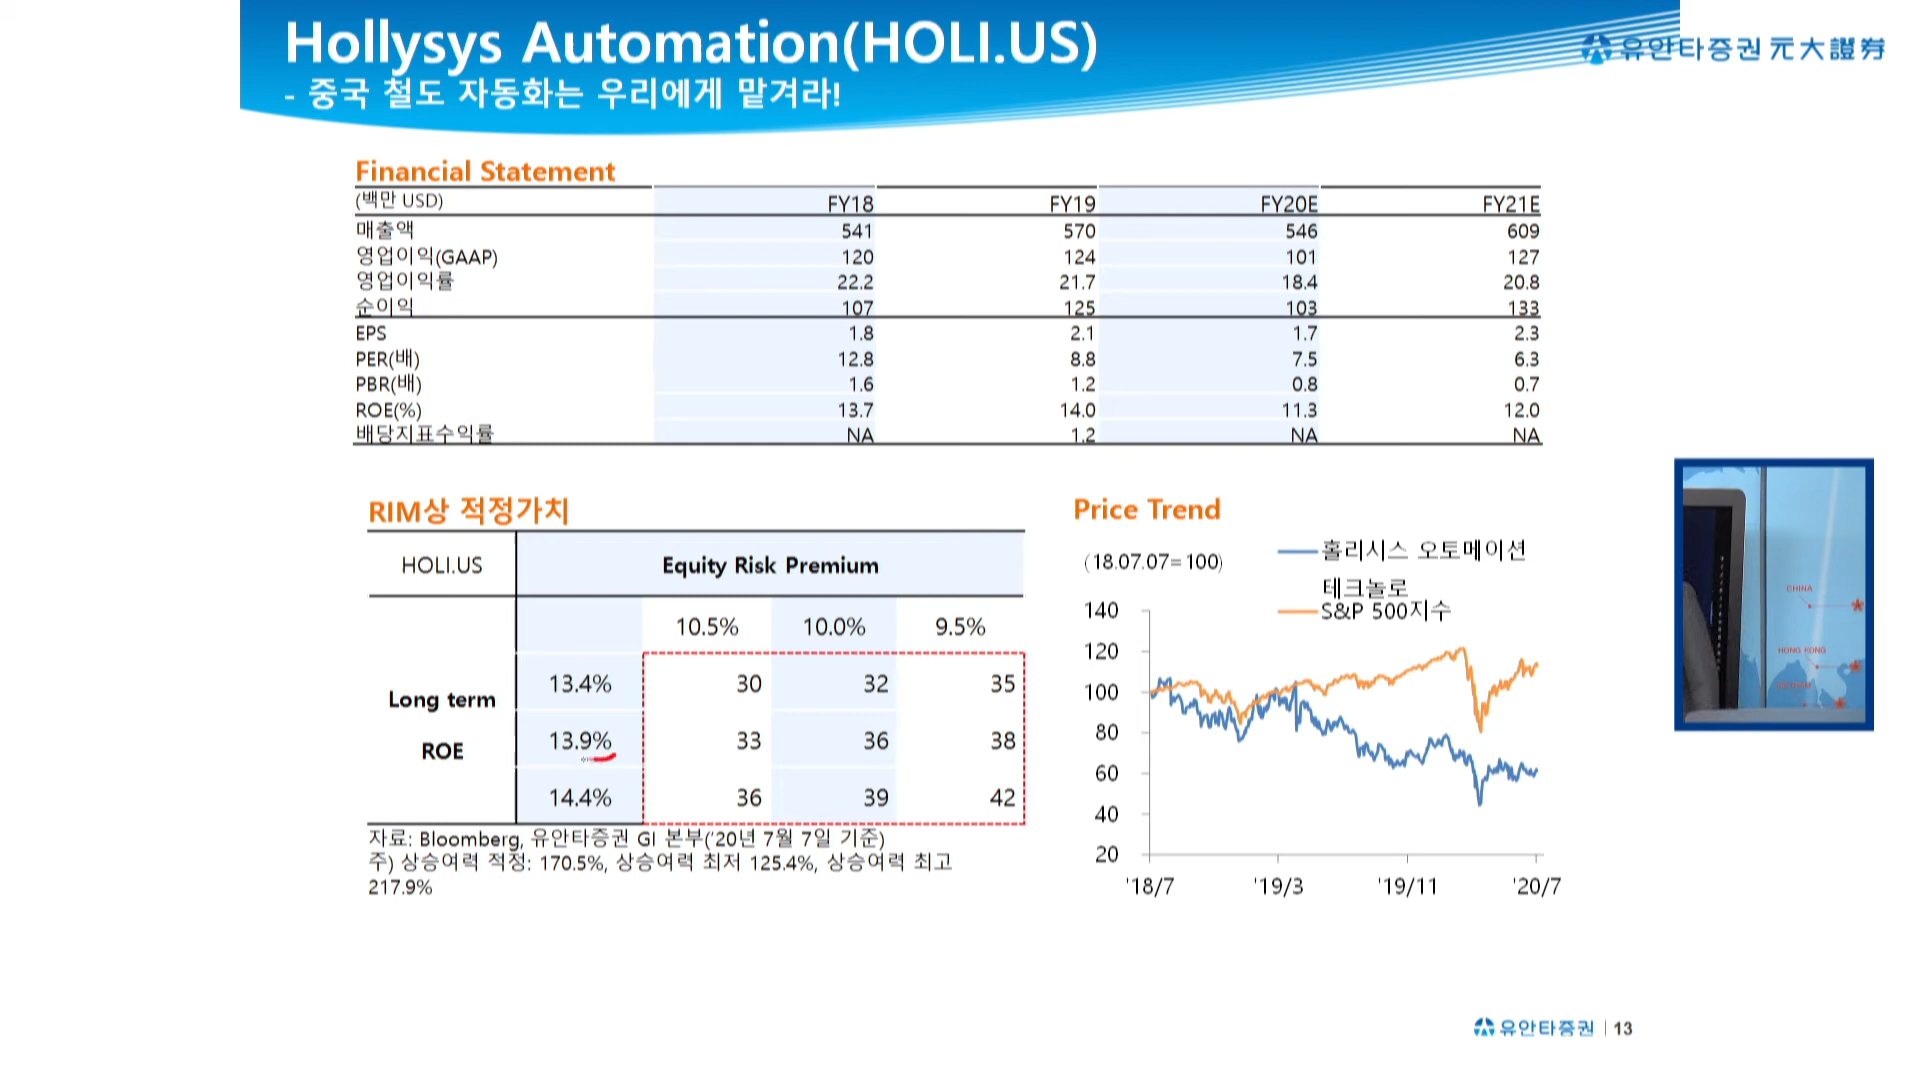 Hollysys Automation(HOLI.US)
- 중국 철도 자동화는 우리에게 맡겨라!
유안타증권 元大證券
Financial Statement
(백만 USD) FY18 FY19 FY20E FY21E
매출액 541 570 546 609
영업이익(GAAP) 120 124 101 127
영업이익률 22.2 21.7 18.4 20.8
순이익 107 125 103 133
EPS 1.8 2.1 1.7 2.3
PER(배) 12.8 8.8 7.5 6.3
PBR(배) 1.6 1.2 0.8 0.7
ROE(%) 13.7 14.0 11.3 12.0
배당지표수익률 NA 1.2 NA NA
RIM상 적정가치
HOLI.US Equity Risk Premium
10.5% 10.0% 9.5%
Long term
ROE
13.4% 30 32 35
13.9% 33 36 38
14.4% 36 39 42
자료: Bloomberg, 유안타증권 GI 본부('20년 7월 7일 기준)
주) 상승여력 적정: 170.5%, 상승여력 최저 125.4%, 상승여력 최고
217.9%
Price Trend
(18.07.07=100)
홀리시스 오토메이션
테크놀로
S&P 500지수
140
120
100
80
60
40
20
'18/7 '19/3 '19/11 '20/7
CHINA
HONG KONG
VIETNAM
유안타증권 | 13